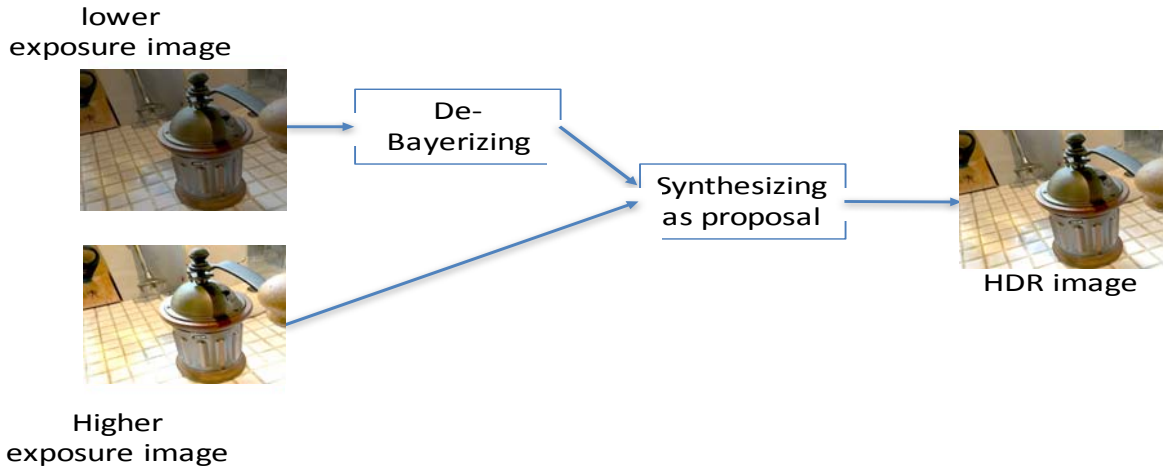 lower
exposure image
De-
Bayerizing
Synthesizing
as proposal
HDR image
Higher
exposure image